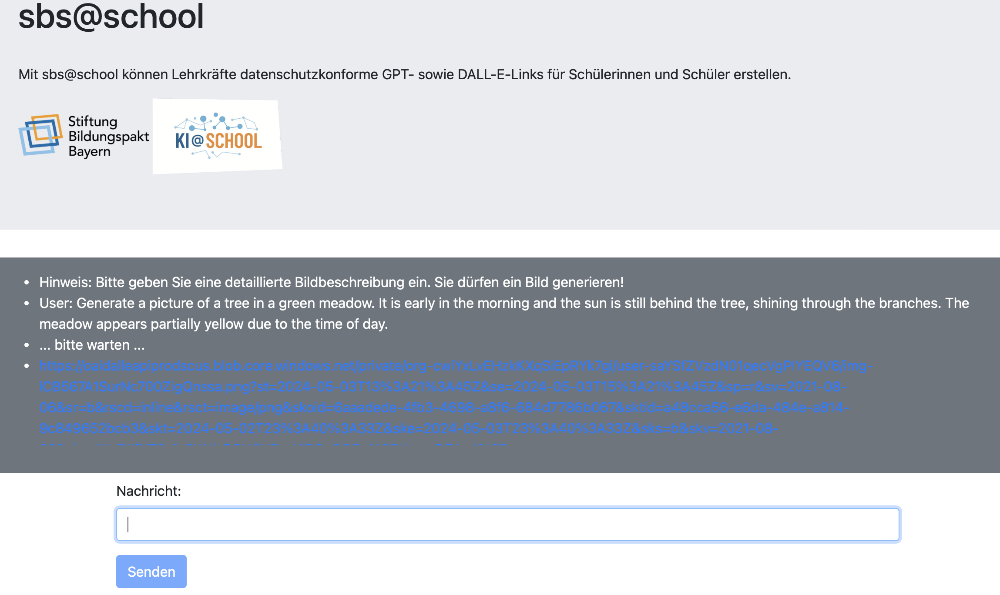 sbs@school
Mit sbs@school können Lehrkräfte datenschutzkonforme GPT- sowie DALL-E-Links für Schülerinnen und Schüler erstellen.
Stiftung
Bildungspakt
Bayern
KI@SCHOOL
Hinweis: Bitte geben Sie eine detaillierte Bildbeschreibung ein. Sie dürfen ein Bild generieren!
User: Generate a picture of a tree in a green meadow. It is early in the morning and the sun is still behind the tree, shining through the branches. The
meadow appears partially yellow due to the time of day.
... bitte warten ...
https://oaidalleapiprodscus.blob.core.windows.net/private/org-cwiYxLvEHzkKXqSiEpRYk7gi/user-saYSfZVzdN01qecVgPIYEQV6/img-
lCB567A1SurNc700ZigQnssa.png?st=2024-05-03T13%3A21%3A45Z&se=2024-05-03T15%3A21%3A45Z&sp=r&sv=2021-08-
06&sr=b&rscd=inline&rsct=image/png&skoid=6aaadede-4fb3-4698-a8f6-684d7786b067&sktid=a48cca56-e6da-484e-a814-
9c849652bcb3&skt=2024-05-02T23%3A40%3A33Z&ske=2024-05-03T23%3A40%3A33Z&sks=b&skv=2021-08-
Nachricht:
Senden